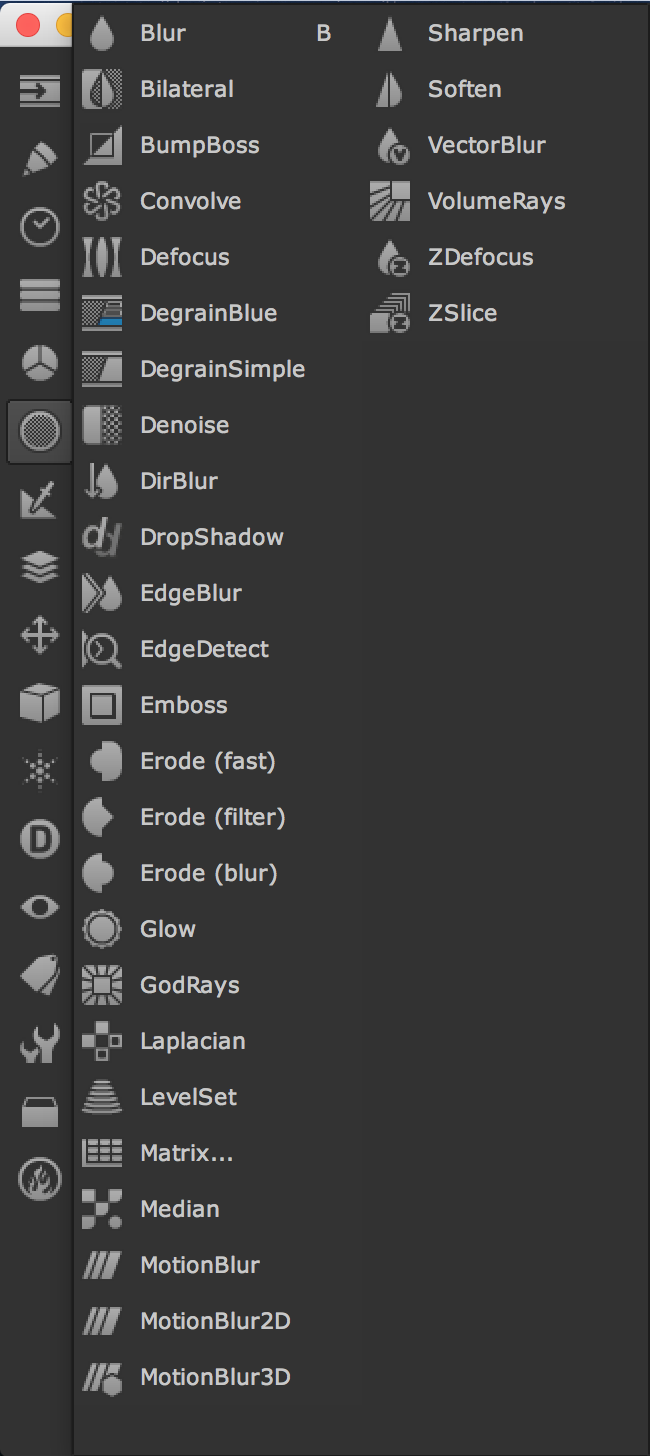 Blur B
Bilateral
BumpBoss
Convolve
Defocus
DegrainBlue
DegrainSimple
Denoise
DirBlur
DropShadow
EdgeBlur
EdgeDetect
Emboss
Erode (fast)
Erode (filter)
Erode (blur)
Glow
GodRays
Laplacian
LevelSet
Matrix...
Median
MotionBlur
MotionBlur2D
MotionBlur3D
Sharpen
Soften
VectorBlur
VolumeRays
ZDefocus
ZSlice